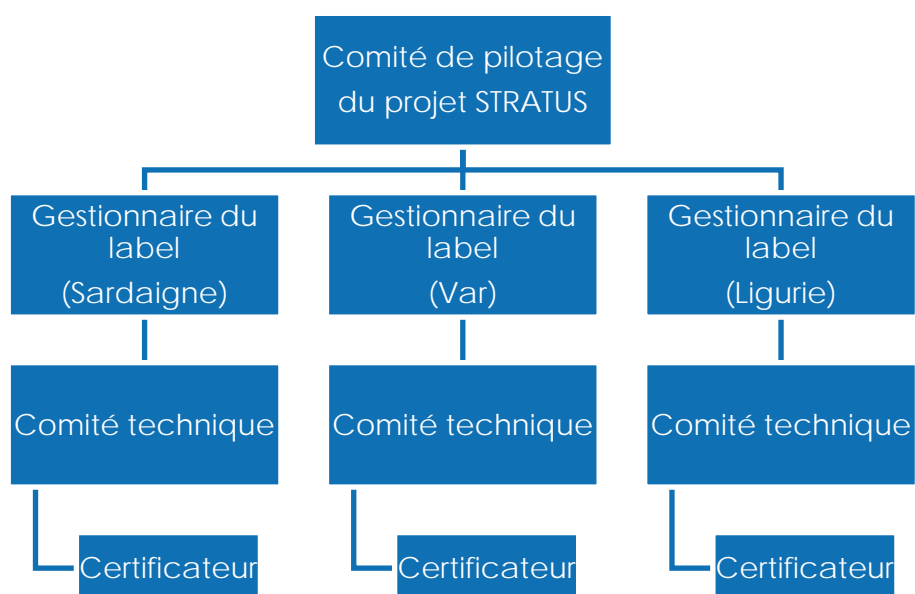 Comité de pilotage
du projet STRATUS
Gestionnaire du
label
(Sardaigne)
Gestionnaire du
label
(Var)
Gestionnaire du
label
(Ligurie)
Comité technique
Comité technique
Comité technique
Certificateur
Certificateur
Certificateur